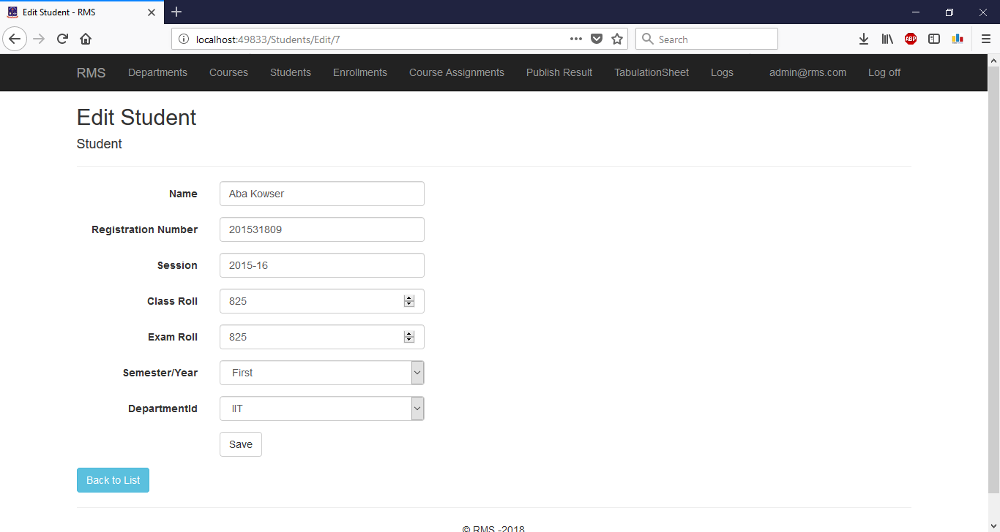 Edit Student - RMS
localhost:49833/Students/Edit/7
Search
ABP
RMS Departments Courses Students Enrollments Course Assignments Publish Result TabulationSheet Logs admin@rms.com Log off
Edit Student
Student
Name Aba Kowser
Registration Number 201531809
Session 2015-16
Class Roll 825
Exam Roll 825
Semester/Year First
DepartmentId IIT
Save
Back to List
© RMS -2018